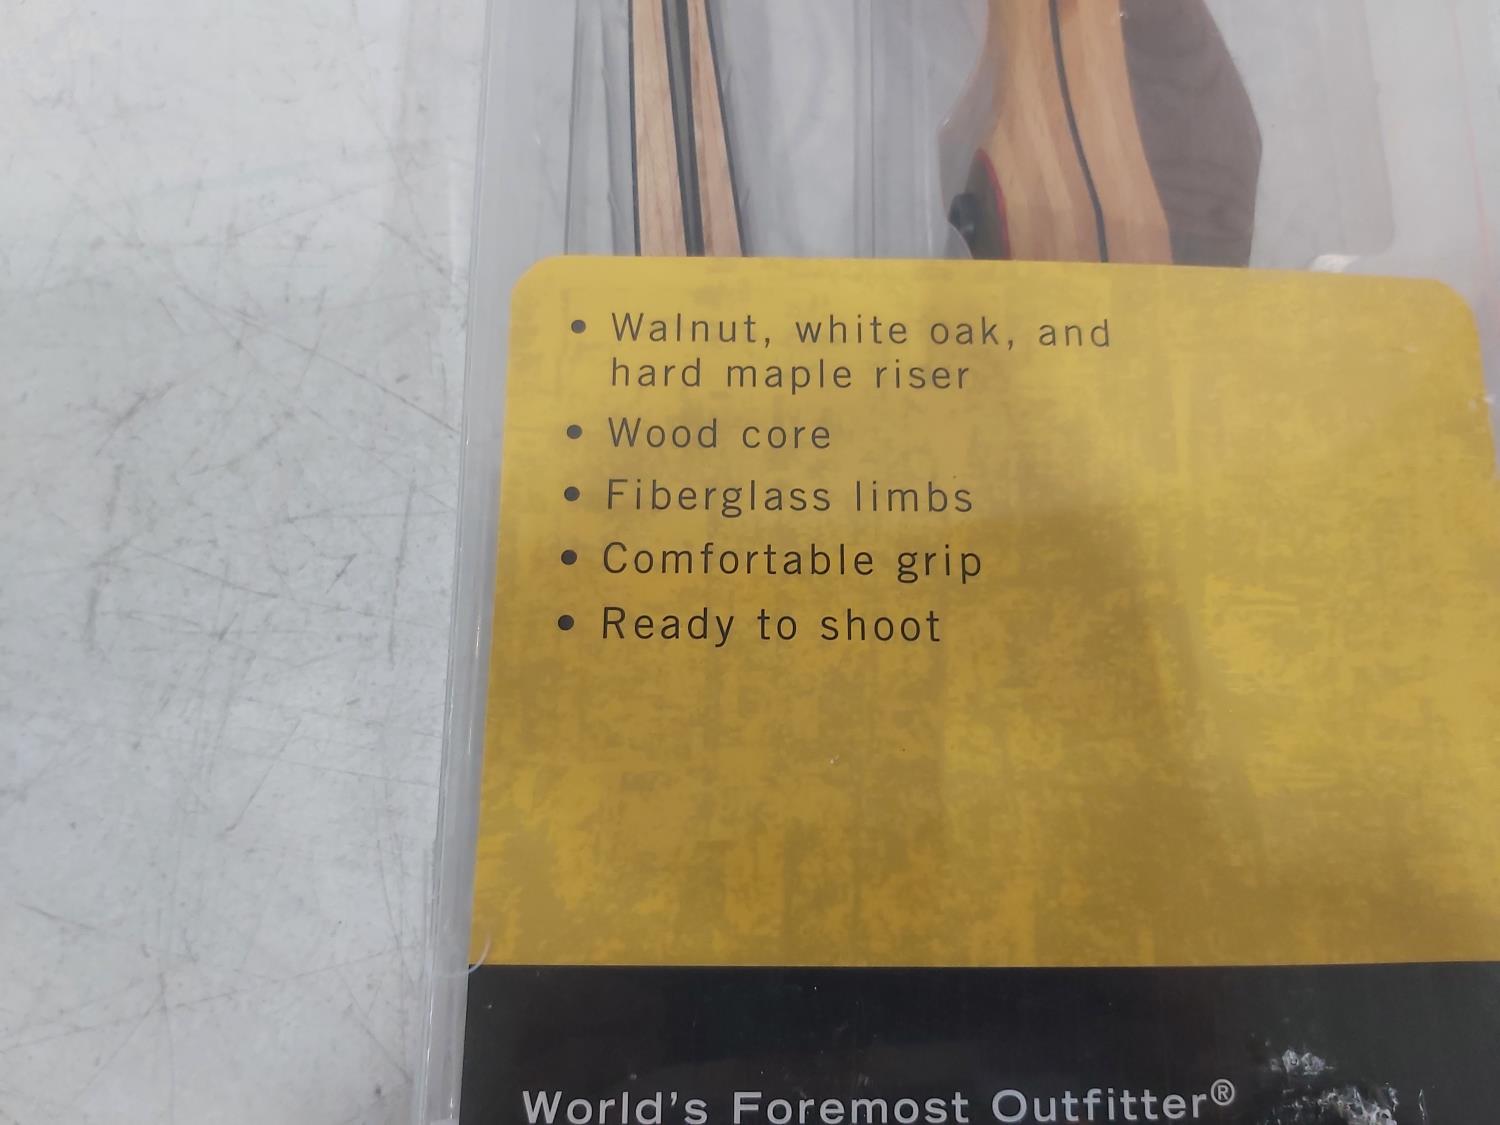 • Walnut, white oak, and
hard maple riser
• Wood core
• Fiberglass limbs
• Comfortable grip
• Ready to shoot
World's Foremost Outfitter®